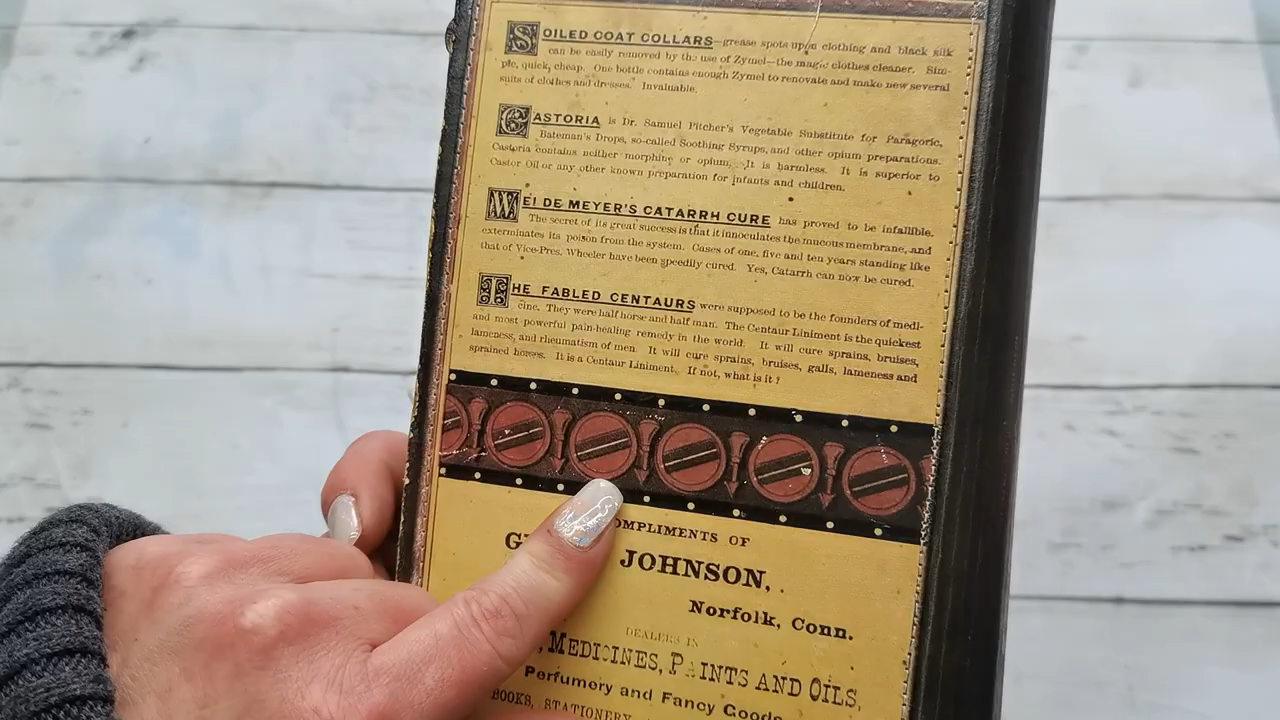 SOILED COAT COLLARS—grease spots upon clothing and black silk
can be easily removed by the use of Zymel—the magic clothes cleaner. Sim-
ple, quick, cheap. One bottle contains enough Zymel to renovate and make new several
suits of clothes and dresses. Invaluable.
CASTORIA is Dr. Samuel Pitcher's Vegetable Substitute for Paragoric,
Bateman's Drops, so-called Soothing Syrups, and other opium preparations.
Castoria contains neither morphine or opium. It is harmless. It is superior to
Castor Oil or any other known preparation for infants and children.
WEI DE MEYER'S CATARRH CURE has proved to be infallible.
The secret of its great success is that it innoculates the mucous membrane, and
exterminates its poison from the system. Cases of one, five and ten years standing like
that of Vice-Pres. Wheeler have been speedily cured. Yes, Catarrh can now be cured.
THE FABLED CENTAURS were supposed to be the founders of medi-
cine. They were half horse and half man. The Centaur Liniment is the quickest
and most powerful pain-healing remedy in the world. It will cure sprains, bruises,
lameness, and rheumatism of men. It will cure sprains, bruises, galls, lameness and
sprained horses. It is a Centaur Liniment. If not, what is it?
OMPLIMENTS OF
JOHNSON,
Norfolk, Conn.
DEALERS IN
MEDICINES, PAINTS AND OILS,
Perfumery and Fancy Goods
BOOKS, STATIONERY